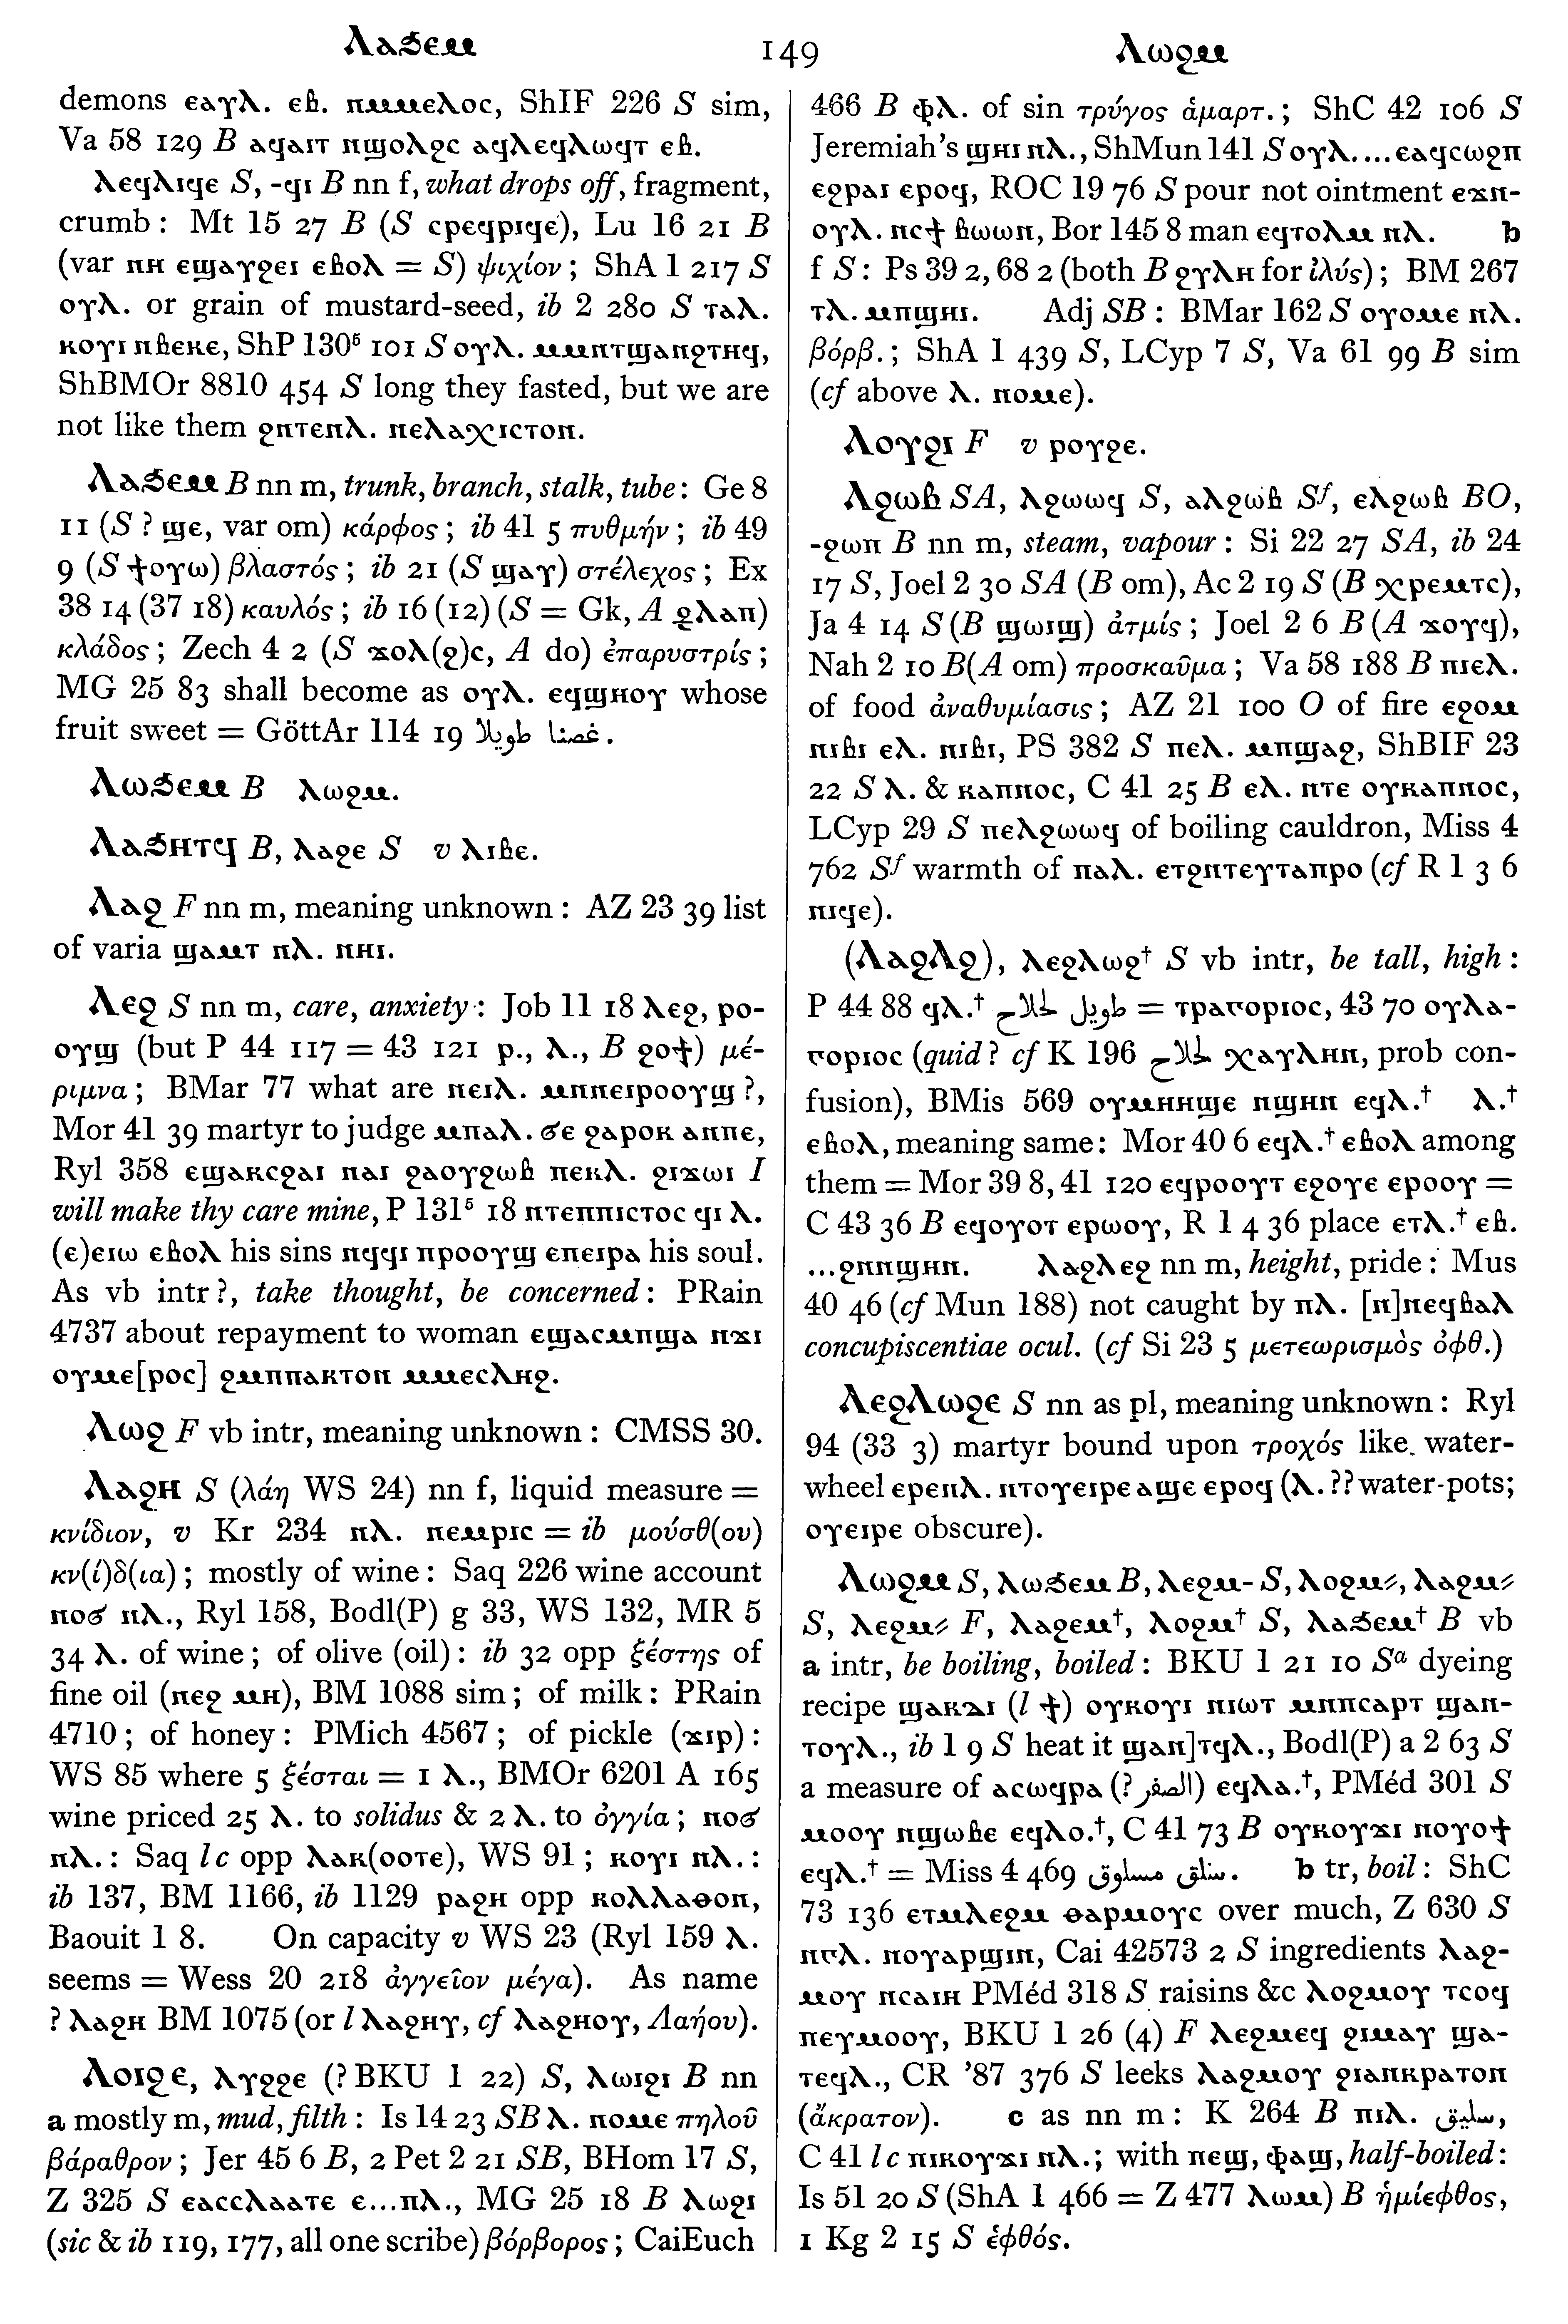 ⲗⲁϧⲉⲙ 149 ⲗⲱϩⲙ
demons ⲉⲁⲩⲗ. ⲉⲃ. ⲛⲙⲙⲉⲗⲟⲥ, ShIF 226 S sim,
Va 58 129 B ⲁϥⲁⲓⲧ ⲛϣⲟⲗϩⲥ ⲁϥⲗⲉϥⲗⲱϥⲧ ⲉⲃ.
ⲗⲉϥⲗⲓϥⲉ S, -ϥⲓ B nn f, what drops off, fragment,
crumb : Mt 15 27 B (S ⲥⲣⲉϥⲣⲓϥⲉ), Lu 16 21 B
(var ⲛⲏ ⲉϣⲁⲩϩⲉⲓ ⲉⲃⲟⲗ = S) ψιχίον ; ShA 1 217 S
ⲟⲩⲗ. or grain of mustard-seed, ib 2 280 S ⲧⲁⲗ.
ⲕⲟⲩⲓ ⲛⲃⲉⲕⲉ, ShP 130⁵ 101 S ⲟⲩⲗ. ⲙⲙⲛⲧϣⲁⲛϩⲧⲏϥ,
ShBMOr 8810 454 S long they fasted, but we are
not like them ϩⲛⲧⲉⲛⲗ. ⲛⲉⲗⲁⲭⲓⲥⲧⲟⲛ.
ⲗⲁϧⲉⲙ B nn m, trunk, branch, stalk, tube : Ge 8
11 (S ? ϣⲉ, var om) κάρφος ; ib 41 5 πυθμήν ; ib 49
9 (S ϯⲟⲩⲱ) βλαστός ; ib 21 (S ϣⲁⲩ) στέλεχος ; Ex
38 14 (37 18) καυλός ; ib 16 (12) (S = Gk, A ϩⲗⲁⲡ)
κλάδος ; Zech 4 2 (S ϫⲟⲗ(ϩ)ⲥ, A do) ἐπαρυστρίς ;
MG 25 83 shall become as ⲟⲩⲗ. ⲉϥϣⲏⲟⲩ whose
fruit sweet = GöttAr 114 19 غصنا طويلا .
ⲗⲱϧⲉⲙ B ⲗⲱϩⲙ.
ⲗⲁϧⲏⲧϥ B, ⲗⲁϩⲉ S v ⲗⲓⲃⲉ.
ⲗⲁϩ F nn m, meaning unknown : AZ 23 39 list
of varia ϣⲁⲙⲧ ⲛⲗ. ⲛⲏⲓ.
ⲗⲉϩ S nn m, care, anxiety : Job 11 18 ⲗⲉϩ, ⲣⲟ-
ⲟⲩϣ (but P 44 117 = 43 121 ⲣ., ⲗ., B ϩⲟϯ) μέ-
ριμνα ; BMar 77 what are ⲛⲉⲓⲗ. ⲙⲛⲛⲉⲓⲣⲟⲟⲩϣ ?,
Mor 41 39 martyr to judge ⲙⲡⲁⲗ. ϭⲉ ϩⲁⲣⲟⲕ ⲁⲛⲡⲉ,
Ryl 358 ⲉϣⲁⲕⲥϩⲁⲓ ⲛⲁⲓ ϩⲁⲟⲩϩⲱⲃ ⲡⲉⲕⲗ. ϩⲓϫⲱⲓ I
will make thy care mine, P 131⁵ 18 ⲛⲧⲉⲡⲡⲓⲥⲧⲟⲥ ϥⲓ ⲗ.
(ⲉ)ⲉⲓⲱ ⲉⲃⲟⲗ his sins ⲛϥϥⲓ ⲡⲣⲟⲟⲩϣ ⲉⲡⲉⲓⲣⲁ his soul.
As vb intr ?, take thought, be concerned : PRain
4737 about repayment to woman ⲉϣⲁⲥⲙⲡϣⲁ ⲛϫⲓ
ⲟⲩⲙⲉ[ⲣⲟⲥ] ϩⲙⲡⲡⲁⲕⲧⲟⲛ ⲙⲙⲉⲥⲗⲏϩ.
ⲗⲱϩ F vb intr, meaning unknown : CMSS 30.
ⲗⲁϩⲏ S (λάη WS 24) nn f, liquid measure =
κνίδιον, v Kr 234 ⲛⲗ. ⲛⲉⲙⲣⲓⲥ = ib μούσθ(ου)
κν(ί)δ(ια) ; mostly of wine : Saq 226 wine account
ⲛⲟϭ ⲛⲗ., Ryl 158, Bodl(P) g 33, WS 132, MR 5
34 ⲗ. of wine ; of olive (oil) : ib 32 opp ξέστης of
fine oil (ⲛⲉϩ ⲙⲏ), BM 1088 sim ; of milk : PRain
4710 ; of honey : PMich 4567 ; of pickle (ϫⲓⲣ) :
WS 85 where 5 ξέσται = 1 ⲗ., BMOr 6201 A 165
wine priced 25 ⲗ. to solidus & 2 ⲗ. to ὀγγία ; ⲛⲟϭ
ⲛⲗ. : Saq l c opp ⲗⲁⲕ(ⲟⲟⲧⲉ), WS 91 ; ⲕⲟⲩⲓ ⲛⲗ. :
ib 137, BM 1166, ib 1129 ⲣⲁϩⲏ opp ⲕⲟⲗⲗⲁⲑⲟⲛ,
Baouit 1 8. On capacity v WS 23 (Ryl 159 ⲗ.
seems = Wess 20 218 ἀγγεῖον μέγα). As name
? ⲗⲁϩⲏ BM 1075 (or l ⲗⲁϩⲏⲩ, cf ⲗⲁϩⲏⲟⲩ, Λαήου).
ⲗⲟⲓϩⲉ, ⲗⲩϩϩⲉ (? BKU 1 22) S, ⲗⲱⲓϩⲓ B nn
a mostly m, mud, filth : Is 14 23 SB ⲗ. ⲛⲟⲙⲉ πηλοῦ
βάραθρον ; Jer 45 6 B, 2 Pet 2 21 SB, BHom 17 S,
Z 325 S ⲉⲁⲥⲥⲗⲁⲁⲧⲉ ⲉ...ⲛⲗ., MG 25 18 B ⲗⲱϩⲓ
(sic & ib 119, 177, all one scribe) βόρβορος ; CaiEuch
466 B ⲫⲗ. of sin τρύγος ἁμαρτ. ; ShC 42 106 S
Jeremiah's ϣⲏⲓ ⲛⲗ., ShMun 141 S ⲟⲩⲗ. ... ⲉⲁϥⲥⲱϩⲡ
ⲉϩⲣⲁⲓ ⲉⲣⲟϥ, ROC 19 76 S pour not ointment ⲉϫⲛ-
ⲟⲩⲗ. ⲛⲥϯ ⲃⲱⲱⲛ, Bor 145 8 man ⲉϥⲧⲟⲗⲙ ⲛⲗ. b
f S : Ps 39 2, 68 2 (both B ϩⲩⲗⲏ for ἰλύς) ; BM 267
ⲧⲗ. ⲙⲡϣⲏⲓ. Adj SB : BMar 162 S ⲟⲩⲟⲙⲉ ⲛⲗ.
βόρβ. ; ShA 1 439 S, LCyp 7 S, Va 61 99 B sim
(cf above ⲗ. ⲛⲟⲙⲉ).
ⲗⲟⲩϩⲓ F v ⲣⲟⲩϩⲉ.
ⲗϩⲱⲃ SA, ⲗϩⲱⲱϥ S, ⲁⲗϩⲱⲃ Sf, ⲉⲗϩⲱⲃ BO,
-ϩⲱⲡ B nn m, steam, vapour : Si 22 27 SA, ib 24
17 S, Joel 2 30 SA (B om), Ac 2 19 S (B ⲭⲣⲉⲙⲧⲥ),
Ja 4 14 S (B ϣⲱⲓϣ) ἀτμίς ; Joel 2 6 B (A ϫⲟⲩϥ),
Nah 2 10 B (A om) προσκαῦμα ; Va 58 188 B ⲡⲓⲉⲗ.
of food ἀναθυμίασις ; AZ 21 100 O of fire ⲉϩⲟⲙ
ⲛⲓⲃⲓ ⲉⲗ. ⲛⲓⲃⲓ, PS 382 S ⲡⲉⲗ. ⲙⲡϣⲁϩ, ShBIF 23
22 S ⲗ. & ⲕⲁⲡⲛⲟⲥ, C 41 25 B ⲉⲗ. ⲛⲧⲉ ⲟⲩⲕⲁⲡⲛⲟⲥ,
LCyp 29 S ⲡⲉⲗϩⲱⲱϥ of boiling cauldron, Miss 4
762 Sf warmth of ⲡⲁⲗ. ⲉⲧϩⲛⲧⲉⲩⲧⲁⲡⲣⲟ (cf R 1 3 6
ⲛⲓϥⲉ).
(ⲗⲁϩⲗϩ), ⲗⲉϩⲗⲱϩ† S vb intr, be tall, high :
P 44 88 ϥⲗ.† طويل خلاج = ⲧⲣⲁⲅⲟⲣⲓⲟⲥ, 43 70 ⲟⲩⲗⲁ-
ⲅⲟⲣⲓⲟⲥ (quid ? cf K 196 خلاج ⲭⲁⲩⲗⲏⲛ, prob con-
fusion), BMis 569 ⲟⲩⲙⲏⲏϣⲉ ⲛϣⲏⲛ ⲉϥⲗ.† ⲗ.†
ⲉⲃⲟⲗ, meaning same : Mor 40 6 ⲉϥⲗ.† ⲉⲃⲟⲗ among
them = Mor 39 8, 41 120 ⲉϥⲣⲟⲟⲩⲧ ⲉϩⲟⲩⲉ ⲉⲣⲟⲟⲩ =
C 43 36 B ⲉϥⲟⲩⲟⲧ ⲉⲣⲱⲟⲩ, R 1 4 36 place ⲉⲧⲗ.† ⲉⲃ.
...ϩⲛⲛϣⲏⲛ. ⲗⲁϩⲗⲉϩ nn m, height, pride : Mus
40 46 (cf Mun 188) not caught by ⲡⲗ. [ⲛ]ⲛⲉϥⲃⲁⲗ
concupiscentiae ocul. (cf Si 23 5 μετεωρισμὸς ὀφθ.)
ⲗⲉϩⲗⲱϩⲉ S nn as pl, meaning unknown : Ryl
94 (33 3) martyr bound upon τροχός like water-
wheel ⲉⲣⲉⲛⲗ. ⲛⲧⲟⲩⲉⲓⲣⲉ ⲁϣⲉ ⲉⲣⲟϥ (ⲗ. ?? water-pots;
ⲟⲩⲉⲓⲣⲉ obscure).
ⲗⲱϩⲙ S, ⲗⲱϧⲉⲙ B, ⲗⲉϩⲙ- S, ⲗⲟϩⲙ⸗, ⲗⲁϩⲙ⸗
S, ⲗⲉϩⲙ⸗ F, ⲗⲁϩⲉⲙ†, ⲗⲟϩⲙ† S, ⲗⲁϧⲉⲙ† B vb
a intr, be boiling, boiled : BKU 1 21 10 Sa dyeing
recipe ϣⲁⲕϫⲓ (l ϯ) ⲟⲩⲕⲟⲩⲓ ⲛⲓⲱⲧ ⲙⲛⲡⲥⲁⲣⲧ ϣⲁⲛ-
ⲧⲟⲩⲗ., ib 1 9 S heat it ϣⲁⲛ]ⲧϥⲗ., Bodl(P) a 2 63 S
a measure of ⲁⲥⲱϥⲣⲁ (? الصفر) ⲉϥⲗⲁ.†, PMéd 301 S
ⲙⲟⲟⲩ ⲛϣⲱⲃⲉ ⲉϥⲗⲟ.†, C 41 73 B ⲟⲩⲕⲟⲩϫⲓ ⲛⲟⲩⲟϯ
ⲉϥⲗ.† = Miss 4 469 سلق مسلوق . b tr, boil : ShC
73 136 ⲉⲧⲙⲗⲉϩⲙ ⲑⲁⲣⲙⲟⲩⲥ over much, Z 630 S
ⲛⲅⲗ. ⲛⲟⲩⲁⲣϣⲓⲛ, Cai 42573 2 S ingredients ⲗⲁϩ-
ⲙⲟⲩ ⲛⲥⲁⲓⲏ PMéd 318 S raisins &c ⲗⲟϩⲙⲟⲩ ⲧⲥⲟϥ
ⲡⲉⲩⲙⲟⲟⲩ, BKU 1 26 (4) F ⲗⲉϩⲙⲉϥ ϩⲓⲙⲁⲩ ϣⲁ-
ⲧⲉϥⲗ., CR '87 376 S leeks ⲗⲁϩⲙⲟⲩ ϩⲓⲁⲛⲕⲣⲁⲧⲟⲛ
(ἄκρατον). c as nn m : K 264 B ⲡⲓⲗ. سليق,
C 41 l c ⲡⲓⲕⲟⲩϫⲓ ⲛⲗ. ; with ⲡⲉϣ, ⲫⲁϣ, half-boiled :
Is 51 20 S (ShA 1 466 = Z 477 ⲗⲱⲙ) B ἡμίεφθος,
1 Kg 2 15 S ἑφθός.